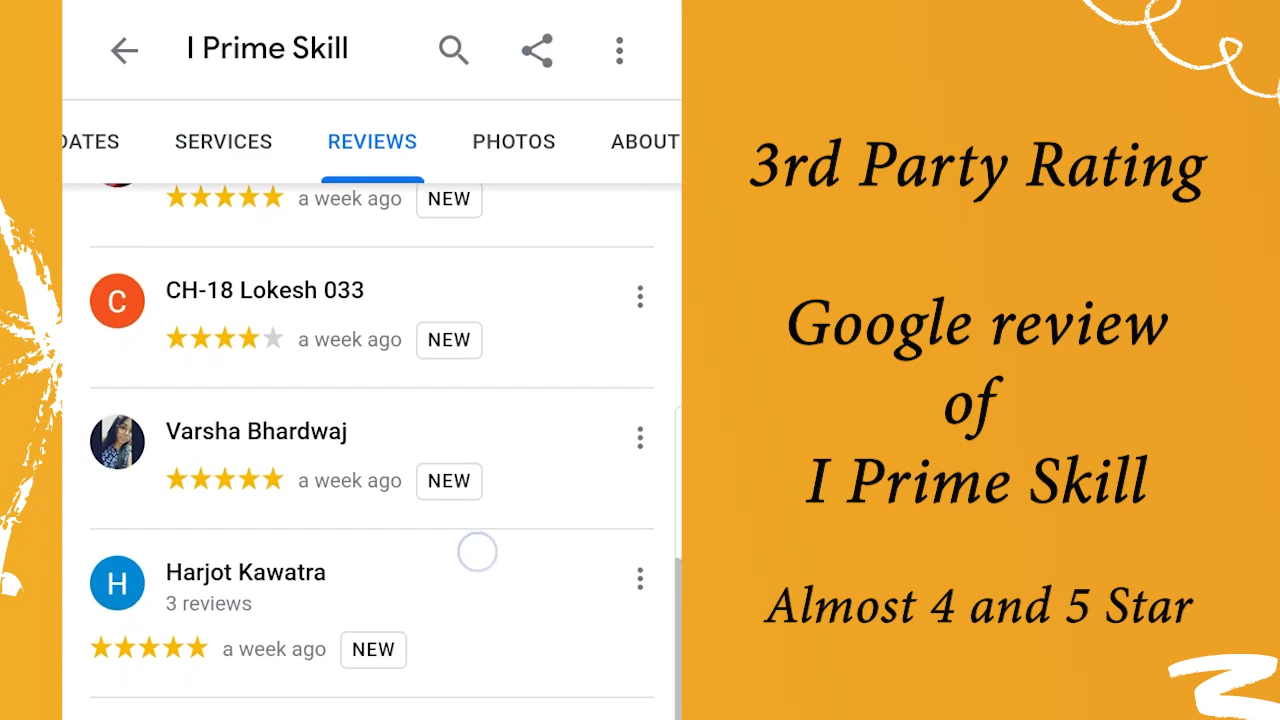 I Prime Skill
DATES SERVICES REVIEWS PHOTOS ABOUT
a week ago NEW
C
CH-18 Lokesh 033
a week ago NEW
Varsha Bhardwaj
a week ago NEW
H
Harjot Kawatra
3 reviews
a week ago NEW
3rd Party Rating
Google review
of
I Prime Skill
Almost 4 and 5 Star